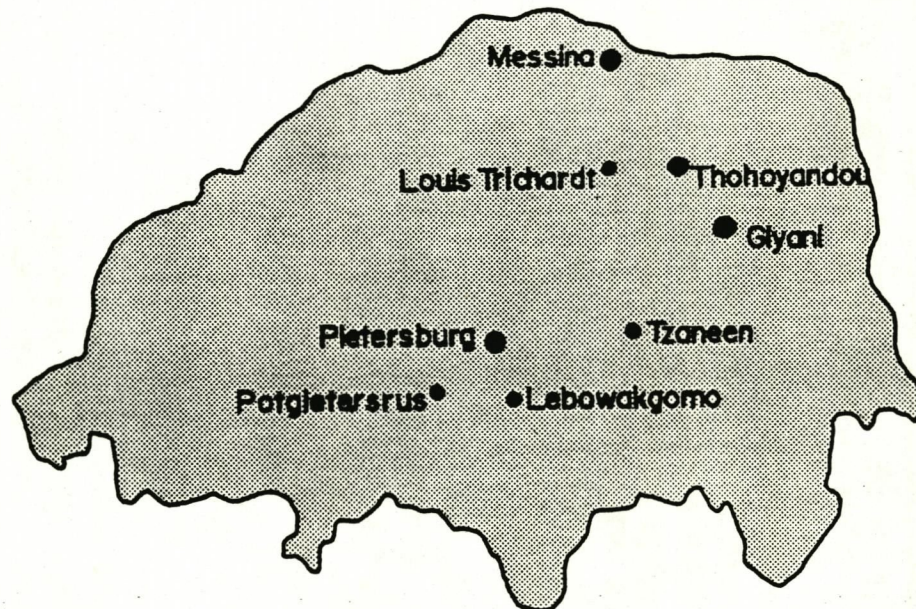 Messina
Louis Trichardt
Thohoyandou
Giyani
Pietersburg
Tzaneen
Potgietersrus
Lebowakgomo